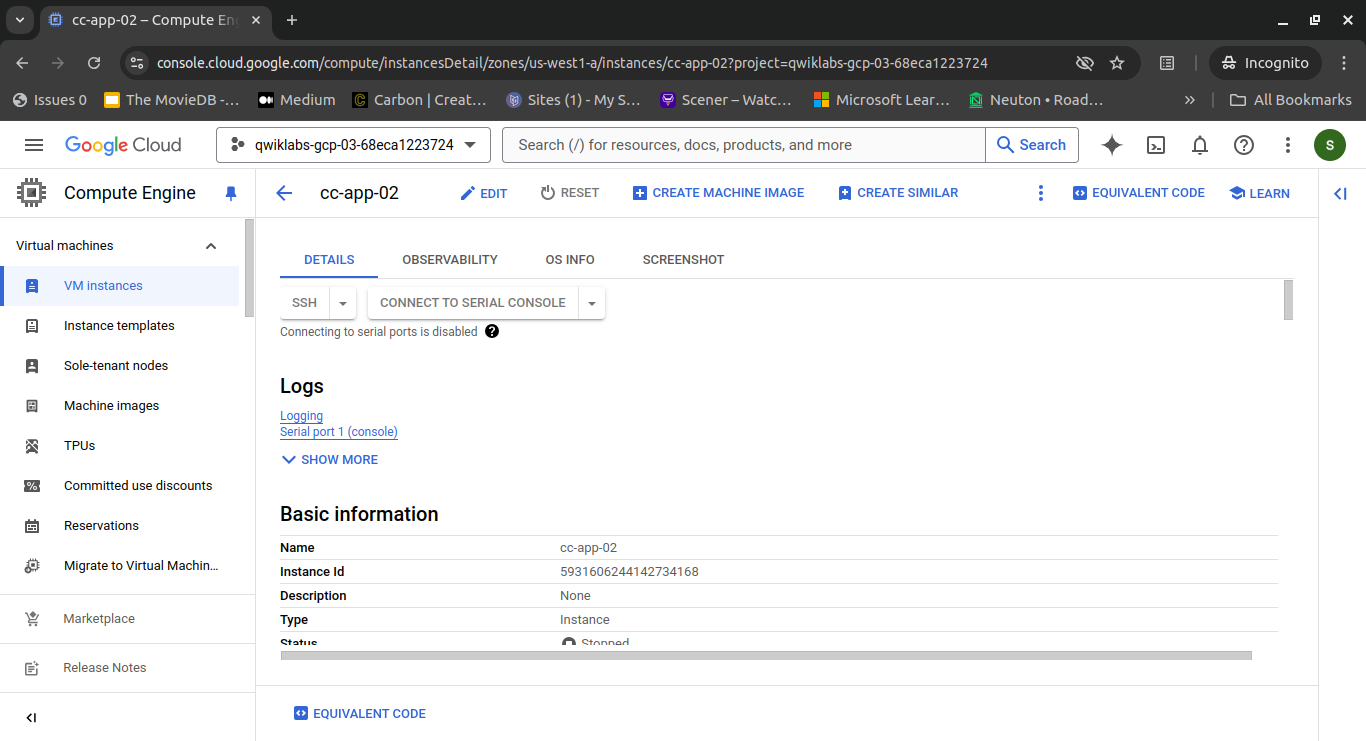 cc-app-02 – Compute En
console.cloud.google.com/compute/instancesDetail/zones/us-west1-a/instances/cc-app-02?project=qwiklabs-gcp-03-68eca1223724
Incognito
Issues 0
The MovieDB -...
Medium
Carbon | Creat...
Sites (1) - My S...
Scener – Watc...
Microsoft Lear...
Neuton • Road...
»
All Bookmarks
Google Cloud
qwiklabs-gcp-03-68eca1223724
Search (/) for resources, docs, products, and more
Search
S
Compute Engine
cc-app-02
EDIT
RESET
CREATE MACHINE IMAGE
CREATE SIMILAR
EQUIVALENT CODE
LEARN
Virtual machines
VM instances
Instance templates
Sole-tenant nodes
Machine images
TPUs
Committed use discounts
Reservations
Migrate to Virtual Machin...
Marketplace
Release Notes
DETAILS
OBSERVABILITY
OS INFO
SCREENSHOT
SSH
CONNECT TO SERIAL CONSOLE
Connecting to serial ports is disabled
Logs
Logging
Serial port 1 (console)
SHOW MORE
Basic information
Name cc-app-02
Instance Id 5931606244142734168
Description None
Type Instance
Status Stopped
EQUIVALENT CODE